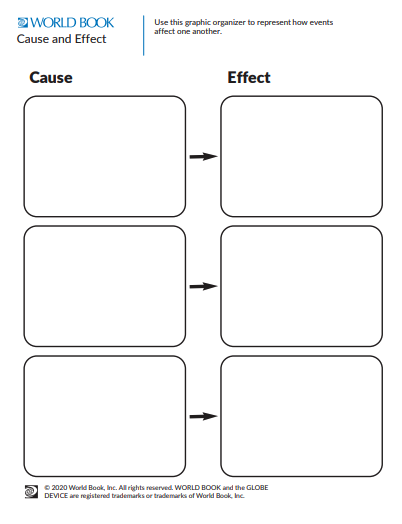 WORLD BOOK
Cause and Effect
Use this graphic organizer to represent how events
affect one another.
Cause
Effect
© 2020 World Book, Inc. All rights reserved. WORLD BOOK and the GLOBE
DEVICE are registered trademarks or trademarks of World Book, Inc.